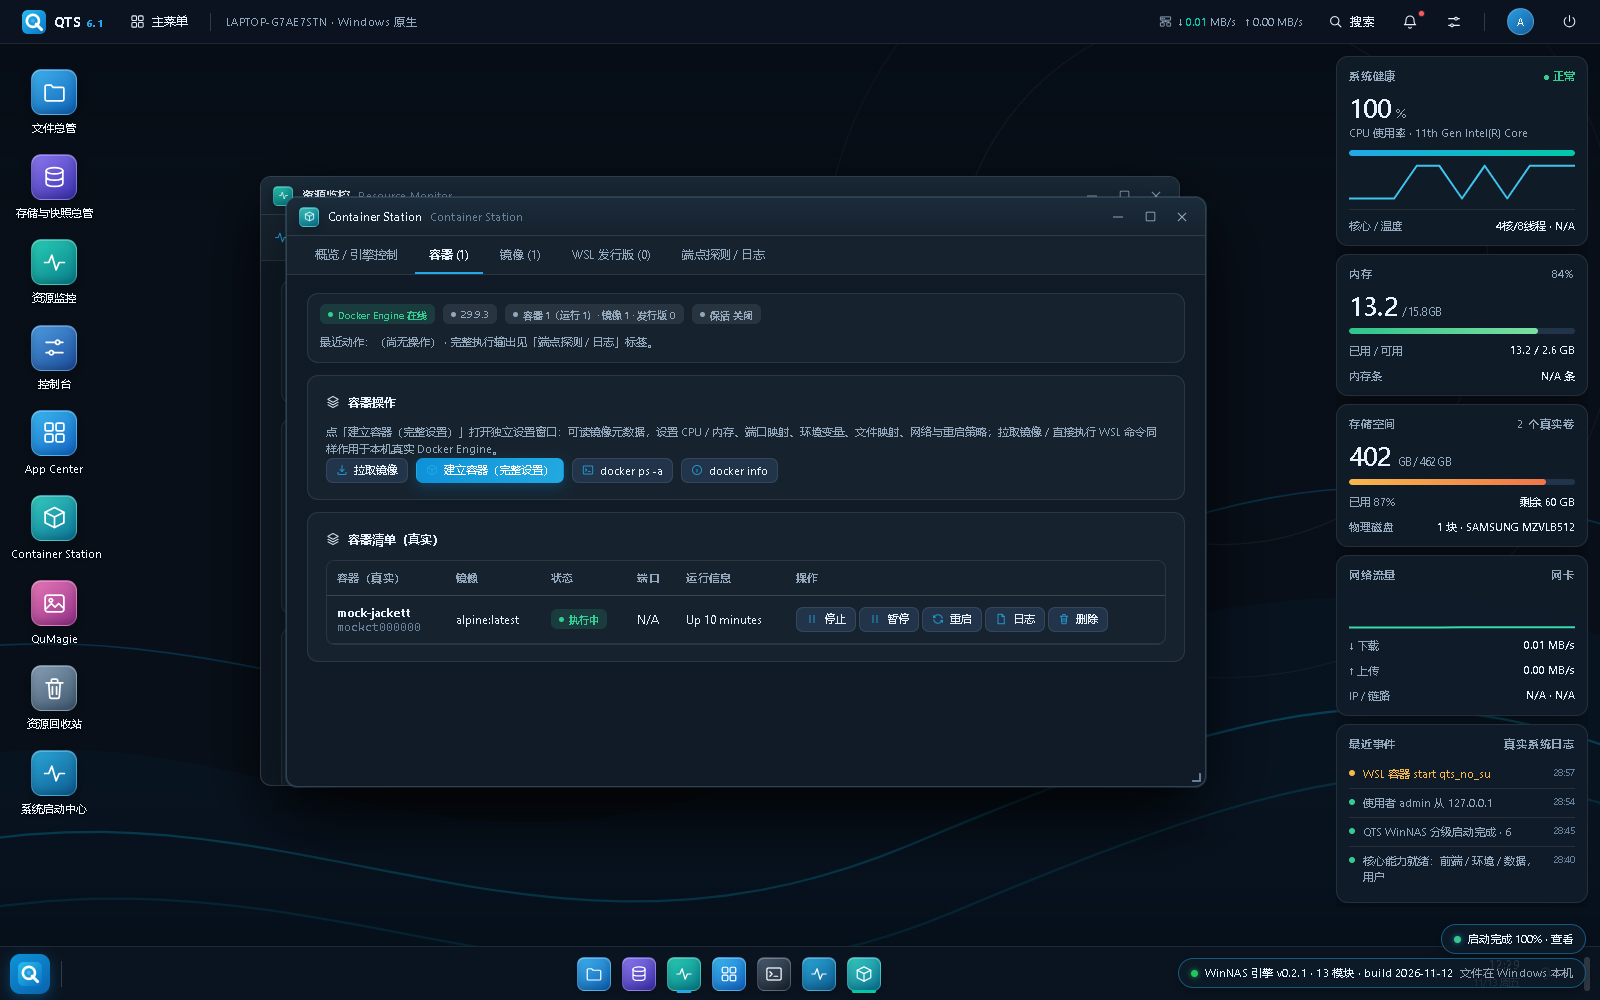 QTS 6.1 主菜单 LAPTOP-G7AE7STN · Windows 原生 ↓ 0.01 MB/s ↑ 0.00 MB/s 搜索 A
文件总管
存储与快照总管
资源监控
控制台
App Center
Container Station
QuMagie
资源回收站
系统启动中心
资源监控 Resource Monitor
Container Station Container Station
概览 / 引擎控制 容器 (1) 镜像 (1) WSL 发行版 (0) 端点探测 / 日志
Docker Engine 在线 29.9.3 容器 1（运行 1）· 镜像 1 · 发行版 0 保活 关闭
最近动作：（尚无操作）· 完整执行输出见「端点探测 / 日志」标签。
容器操作
点「建立容器（完整设置）」打开独立设置窗口：可读镜像元数据，设置 CPU / 内存、端口映射、环境变量、文件映射、网络与重启策略；拉取镜像 / 直接执行 WSL 命令同
样作用于本机真实 Docker Engine。
拉取镜像 建立容器（完整设置） docker ps -a docker info
容器清单（真实）
容器（真实） 镜像 状态 端口 运行信息 操作
mock-jackett alpine:latest 执行中 N/A Up 10 minutes 停止 暂停 重启 日志 删除
mocket000000
系统健康 正常
100 %
CPU 使用率 · 11th Gen Intel(R) Core
核心 / 温度 4核/8线程 · N/A
内存 84%
13.2 / 15.8GB
已用 / 可用 13.2 / 2.6 GB
内存条 N/A 条
存储空间 2 个真实卷
402 GB / 462GB
已用 87% 剩余 60 GB
物理磁盘 1 块 · SAMSUNG MZVLB512
网络流量 网卡
↓ 下载 0.01 MB/s
↑ 上传 0.00 MB/s
IP / 链路 N/A · N/A
最近事件 真实系统日志
WSL 容器 start qts_no_su 28:57
使用者 admin 从 127.0.0.1 28:54
QTS WinNAS 分级启动完成 · 6 28:45
核心能力就绪：前端 / 环境 / 数据， 28:40
用户
启动完成 100% · 查看
WinNAS 引擎 v0.2.1 · 13 模块 · build 2026-11-12 文件在 Windows 本机